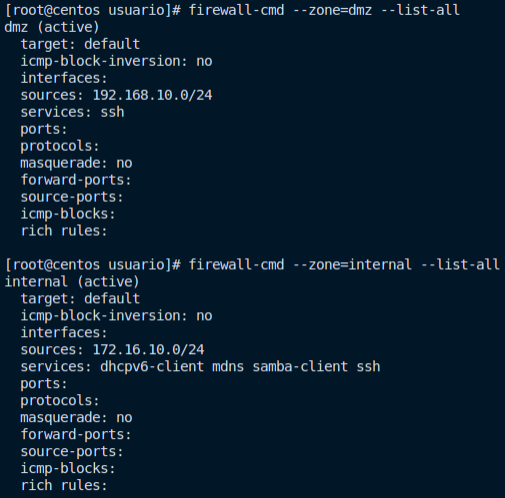 [root@centos usuario]# firewall-cmd --zone=dmz --list-all
dmz (active)
  target: default
  icmp-block-inversion: no
  interfaces:
  sources: 192.168.10.0/24
  services: ssh
  ports:
  protocols:
  masquerade: no
  forward-ports:
  source-ports:
  icmp-blocks:
  rich rules:

[root@centos usuario]# firewall-cmd --zone=internal --list-all
internal (active)
  target: default
  icmp-block-inversion: no
  interfaces:
  sources: 172.16.10.0/24
  services: dhcpv6-client mdns samba-client ssh
  ports:
  protocols:
  masquerade: no
  forward-ports:
  source-ports:
  icmp-blocks:
  rich rules: